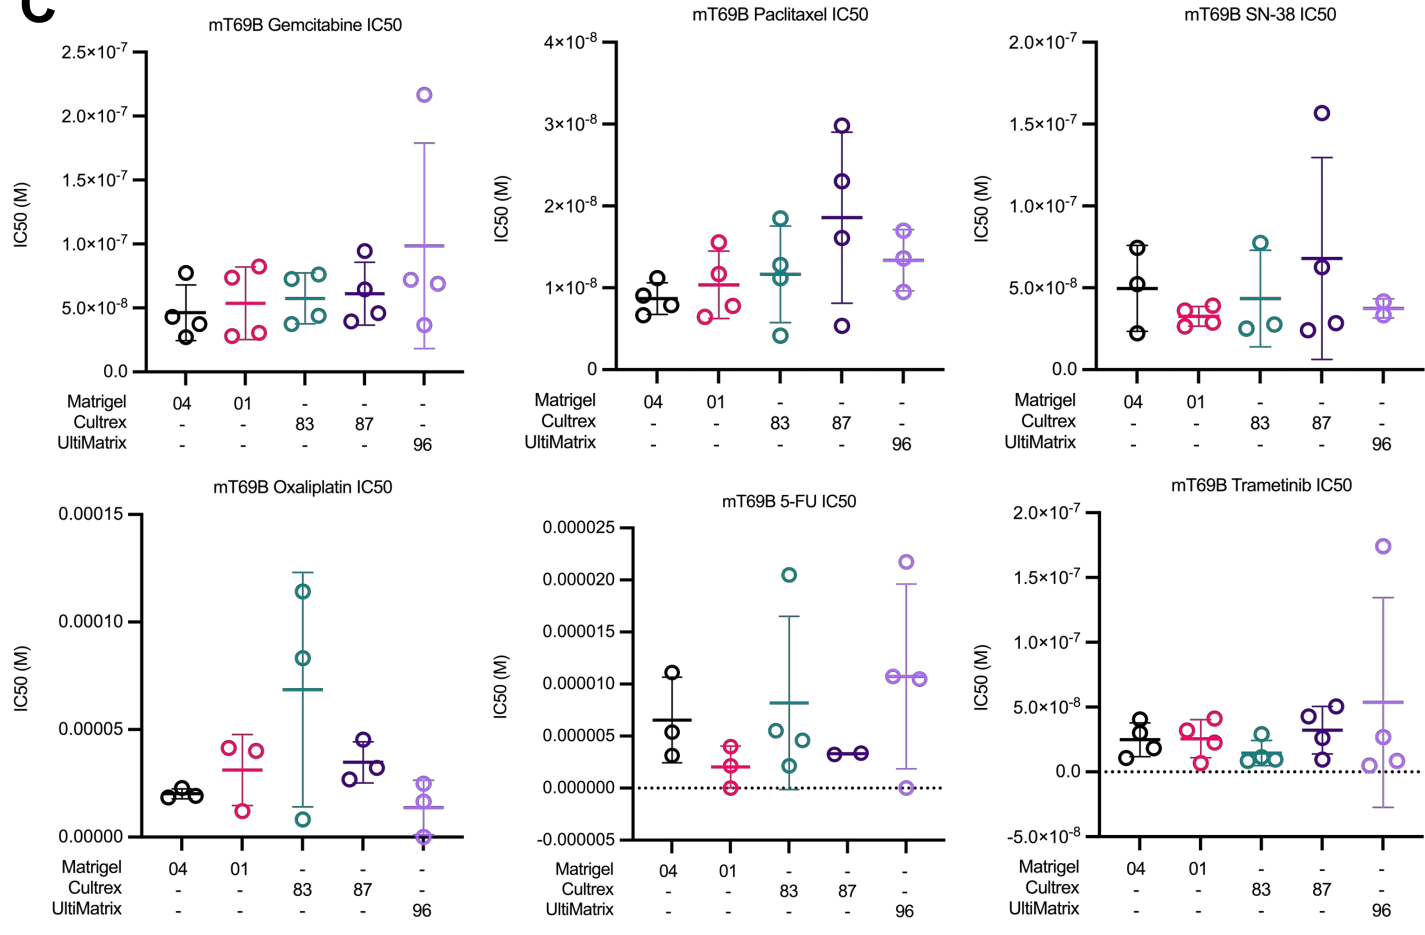 C
mT69B Gemcitabine IC50
IC50 (M)
2.5×10⁻⁷
2.0×10⁻⁷
1.5×10⁻⁷
1.0×10⁻⁷
5.0×10⁻⁸
0.0
Matrigel 04 01 - - -
Cultrex - - 83 87 -
UltiMatrix - - - - 96
mT69B Paclitaxel IC50
IC50 (M)
4×10⁻⁸
3×10⁻⁸
2×10⁻⁸
1×10⁻⁸
0
Matrigel 04 01 - - -
Cultrex - - 83 87 -
UltiMatrix - - - - 96
mT69B SN-38 IC50
IC50 (M)
2.0×10⁻⁷
1.5×10⁻⁷
1.0×10⁻⁷
5.0×10⁻⁸
0.0
Matrigel 04 01 - - -
Cultrex - - 83 87 -
UltiMatrix - - - - 96
mT69B Oxaliplatin IC50
IC50 (M)
0.00015
0.00010
0.00005
0.00000
Matrigel 04 01 - - -
Cultrex - - 83 87 -
UltiMatrix - - - - 96
mT69B 5-FU IC50
IC50 (M)
0.000025
0.000020
0.000015
0.000010
0.000005
0.000000
-0.000005
Matrigel 04 01 - - -
Cultrex - - 83 87 -
UltiMatrix - - - - 96
mT69B Trametinib IC50
IC50 (M)
2.0×10⁻⁷
1.5×10⁻⁷
1.0×10⁻⁷
5.0×10⁻⁸
0.0
-5.0×10⁻⁸
Matrigel 04 01 - - -
Cultrex - - 83 87 -
UltiMatrix - - - - 96